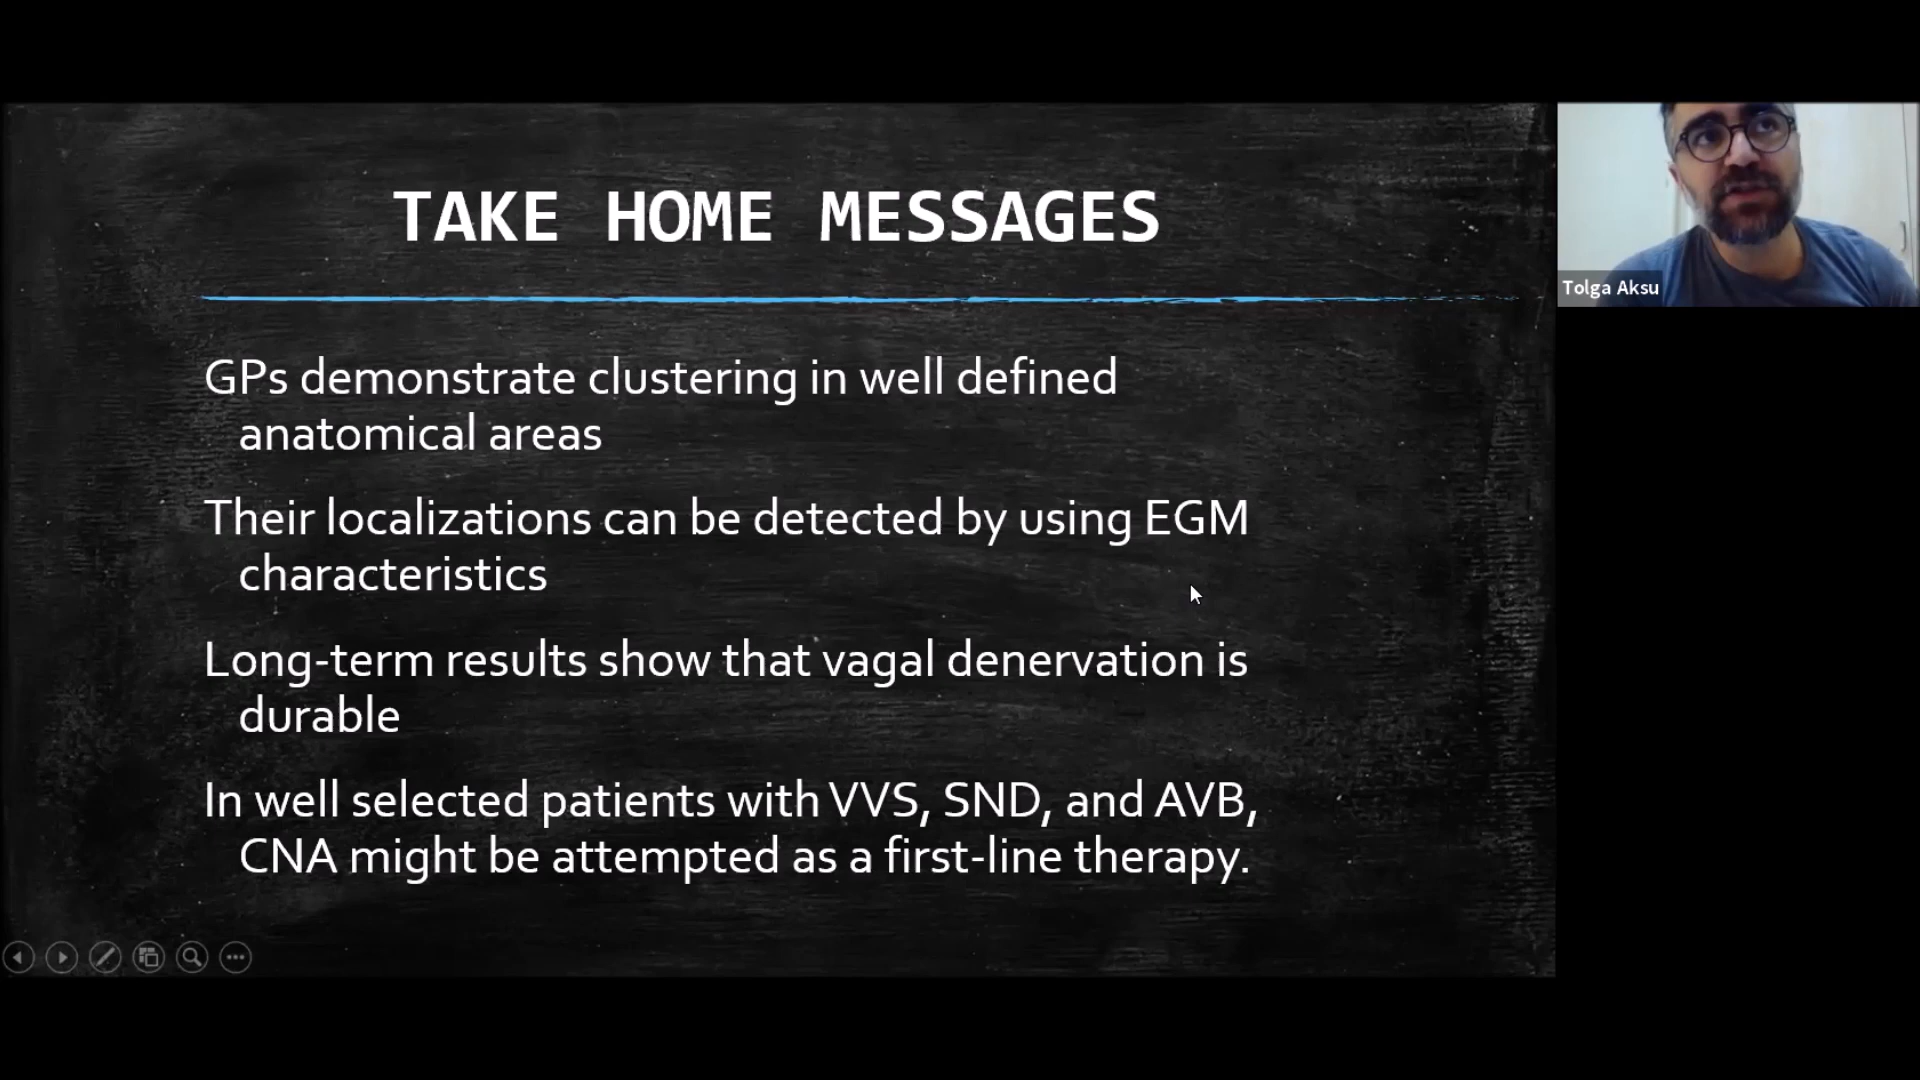 TAKE HOME MESSAGES
GPs demonstrate clustering in well defined
anatomical areas
Their localizations can be detected by using EGM
characteristics
Long-term results show that vagal denervation is
durable
In well selected patients with VVS, SND, and AVB,
CNA might be attempted as a first-line therapy.
Tolga Aksu